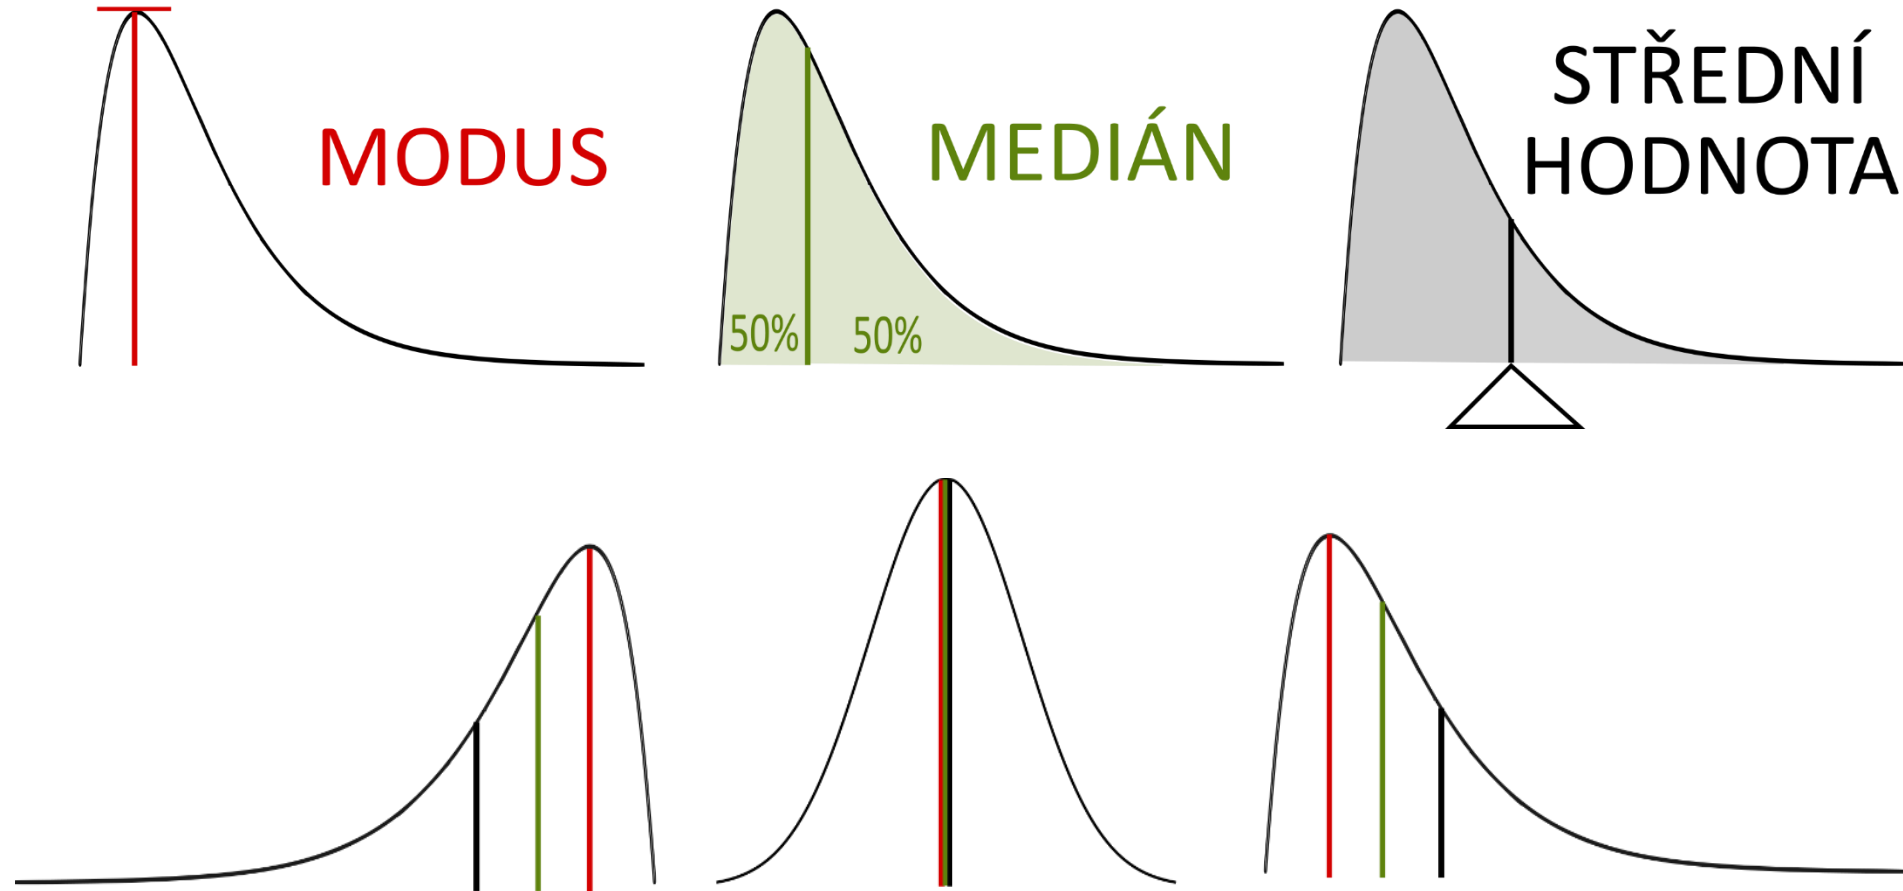 MODUS
MEDIÁN
50% 50%
STŘEDNÍ
HODNOTA